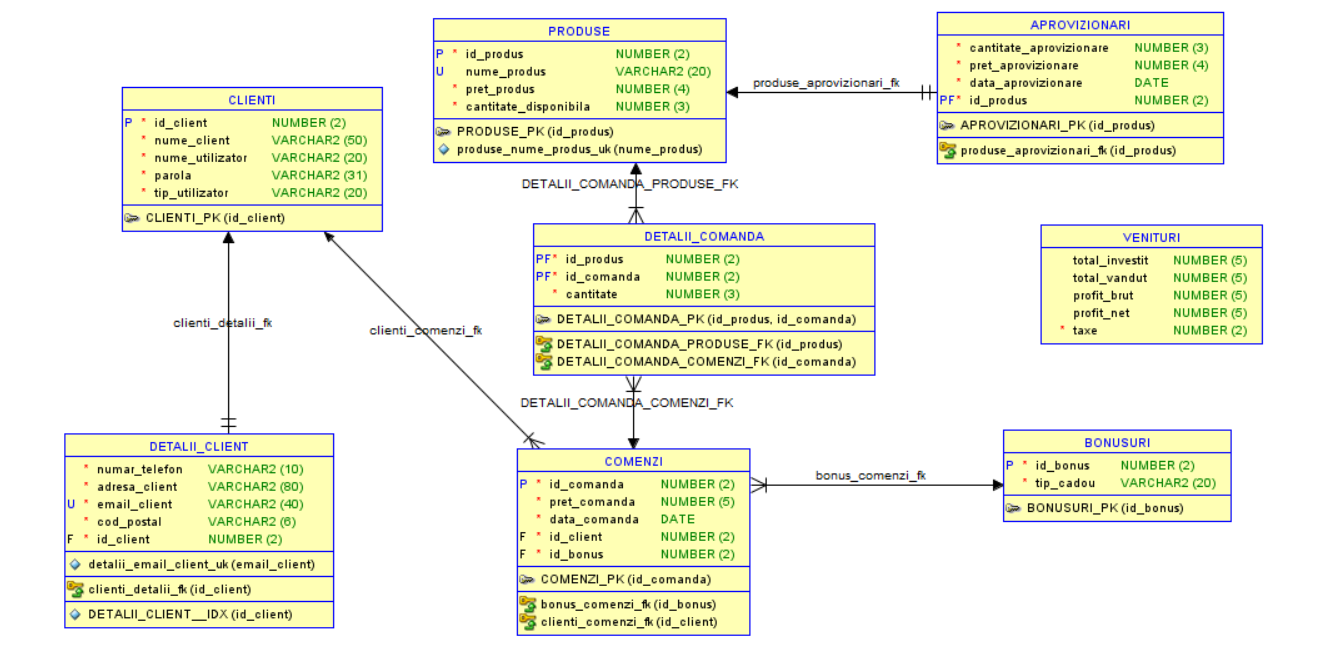 PRODUSE
P * id_produs NUMBER (2)
U nume_produs VARCHAR2 (20)
* pret_produs NUMBER (4)
* cantitate_disponibila NUMBER (3)
PRODUSE_PK (id_produs)
produse_nume_produs_uk (nume_produs)
produse_aprovizionari_fk
APROVIZIONARI
* cantitate_aprovizionare NUMBER (3)
* pret_aprovizionare NUMBER (4)
* data_aprovizionare DATE
PF* id_produs NUMBER (2)
APROVIZIONARI_PK (id_produs)
produse_aprovizionari_fk (id_produs)
CLIENTI
P * id_client NUMBER (2)
* nume_client VARCHAR2 (50)
* nume_utilizator VARCHAR2 (20)
* parola VARCHAR2 (31)
* tip_utilizator VARCHAR2 (20)
CLIENTI_PK (id_client)
DETALII_COMANDA_PRODUSE_FK
DETALII_COMANDA
PF* id_produs NUMBER (2)
PF* id_comanda NUMBER (2)
* cantitate NUMBER (3)
DETALII_COMANDA_PK (id_produs, id_comanda)
DETALII_COMANDA_PRODUSE_FK (id_produs)
DETALII_COMANDA_COMENZI_FK (id_comanda)
VENITURI
total_investit NUMBER (5)
total_vandut NUMBER (5)
profit_brut NUMBER (5)
profit_net NUMBER (5)
* taxe NUMBER (2)
clienti_detalii_fk
clienti_comenzi_fk
DETALII_COMANDA_COMENZI_FK
DETALII_CLIENT
* numar_telefon VARCHAR2 (10)
* adresa_client VARCHAR2 (80)
U * email_client VARCHAR2 (40)
* cod_postal VARCHAR2 (6)
F * id_client NUMBER (2)
detalii_email_client_uk (email_client)
clienti_detalii_fk (id_client)
DETALII_CLIENT__IDX (id_client)
COMENZI
P * id_comanda NUMBER (2)
* pret_comanda NUMBER (5)
* data_comanda DATE
F * id_client NUMBER (2)
F * id_bonus NUMBER (2)
COMENZI_PK (id_comanda)
bonus_comenzi_fk (id_bonus)
clienti_comenzi_fk (id_client)
bonus_comenzi_fk
BONUSURI
P * id_bonus NUMBER (2)
* tip_cadou VARCHAR2 (20)
BONUSURI_PK (id_bonus)